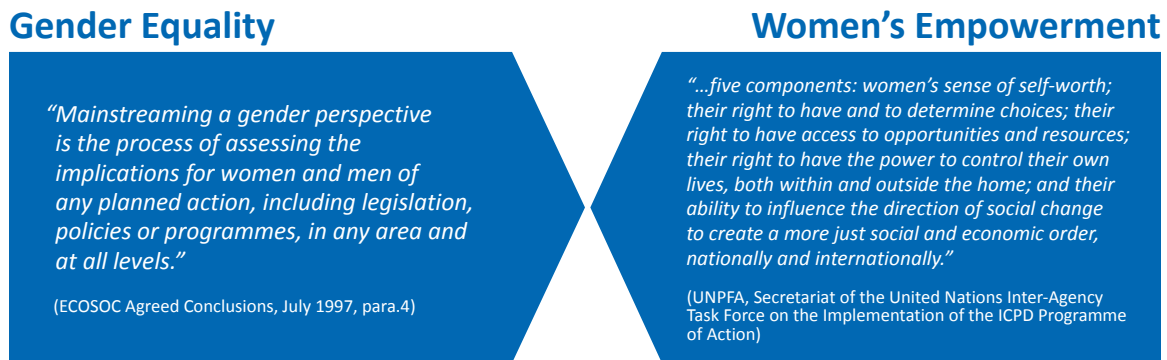 Gender Equality
“Mainstreaming a gender perspective
is the process of assessing the
implications for women and men of
any planned action, including legislation,
policies or programmes, in any area and
at all levels.”
(ECOSOC Agreed Conclusions, July 1997, para.4)
Women’s Empowerment
“…five components: women’s sense of self-worth;
their right to have and to determine choices; their
right to have access to opportunities and resources;
their right to have the power to control their own
lives, both within and outside the home; and their
ability to influence the direction of social change
to create a more just social and economic order,
nationally and internationally.”
(UNPFA, Secretariat of the United Nations Inter-Agency
Task Force on the Implementation of the ICPD Programme
of Action)